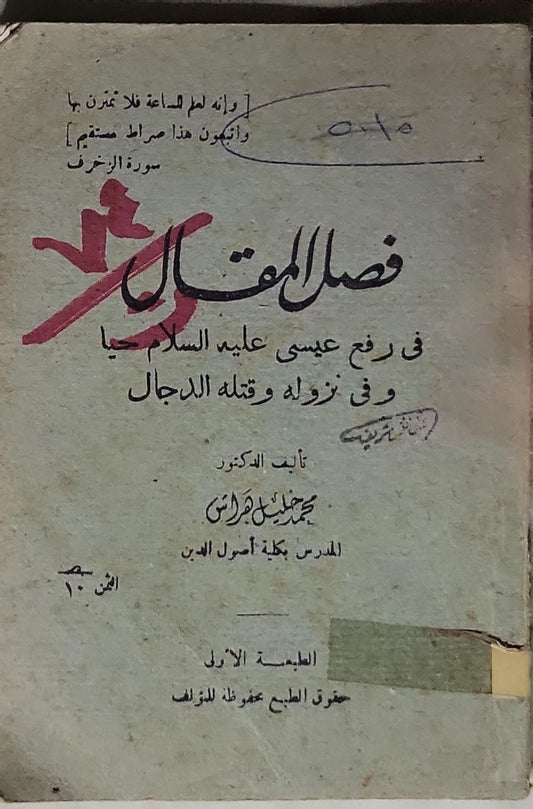 [ وإنه لعلم للساعة فلا تمترن بها
واتبعون هذا صراط مستقيم ]
سورة الزخرف
فصل المقال
فى رفع عيسى عليه السلام حيا
وفى نزوله وقتله الدجال
تأليف الدكتور
محمد خليل هراس
المدرس بكلية أصول الدين
الثمن ١٠
الطبعة الأولى
حقوق الطبع محفوظة للمؤلف